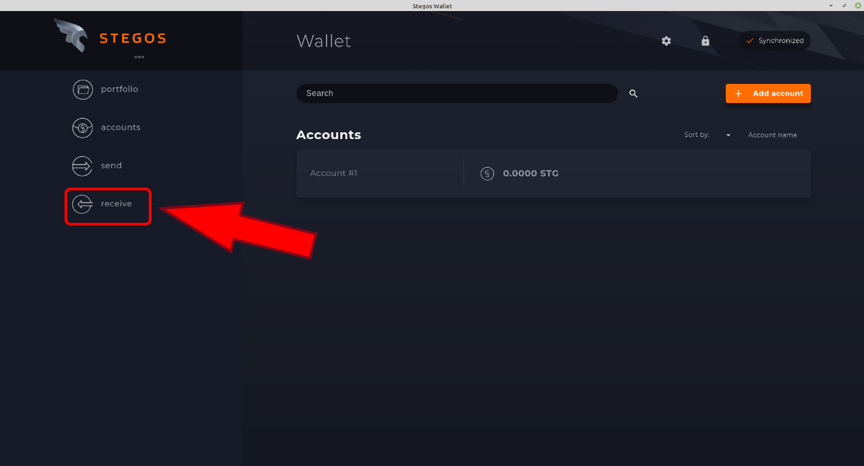 Stegos Wallet
STEGOS
Wallet
Synchronized
portfolio
accounts
send
receive
Search
+ Add account
Accounts
Sort by:
Account name
Account #1
0.0000 STG